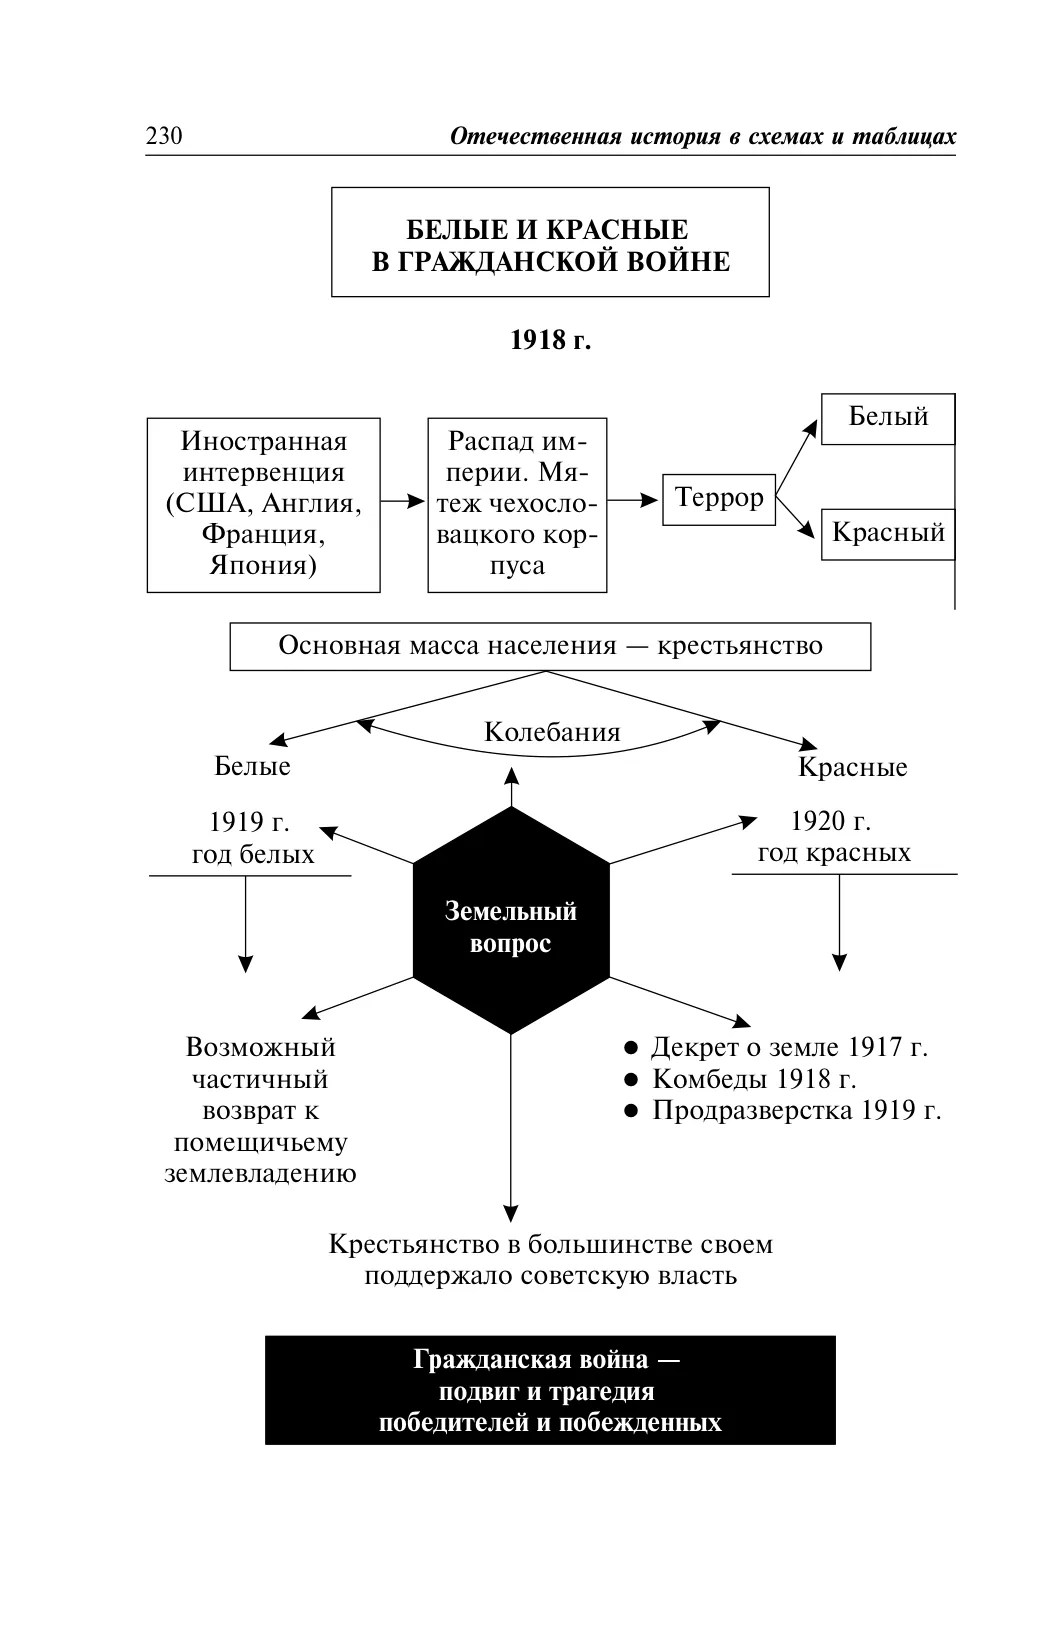 230
Отечественная история в схемах и таблицах
БЕЛЫЕ И КРАСНЫЕ
В ГРАЖДАНСКОЙ ВОЙНЕ
1918 г.
Иностранная
интервенция
(США, Англия,
Франция,
Япония)
Распад им-
перии. Мя-
теж чехосло-
вацкого кор-
пуса
Террор
Белый
Красный
Основная масса населения — крестьянство
Колебания
Белые
Красные
1919 г.
год белых
1920 г.
год красных
Земельный
вопрос
Возможный
частичный
возврат к
помещичьему
землевладению
● Декрет о земле 1917 г.
● Комбеды 1918 г.
● Продразверстка 1919 г.
Крестьянство в большинстве своем
поддержало советскую власть
Гражданская война —
подвиг и трагедия
победителей и побежденных